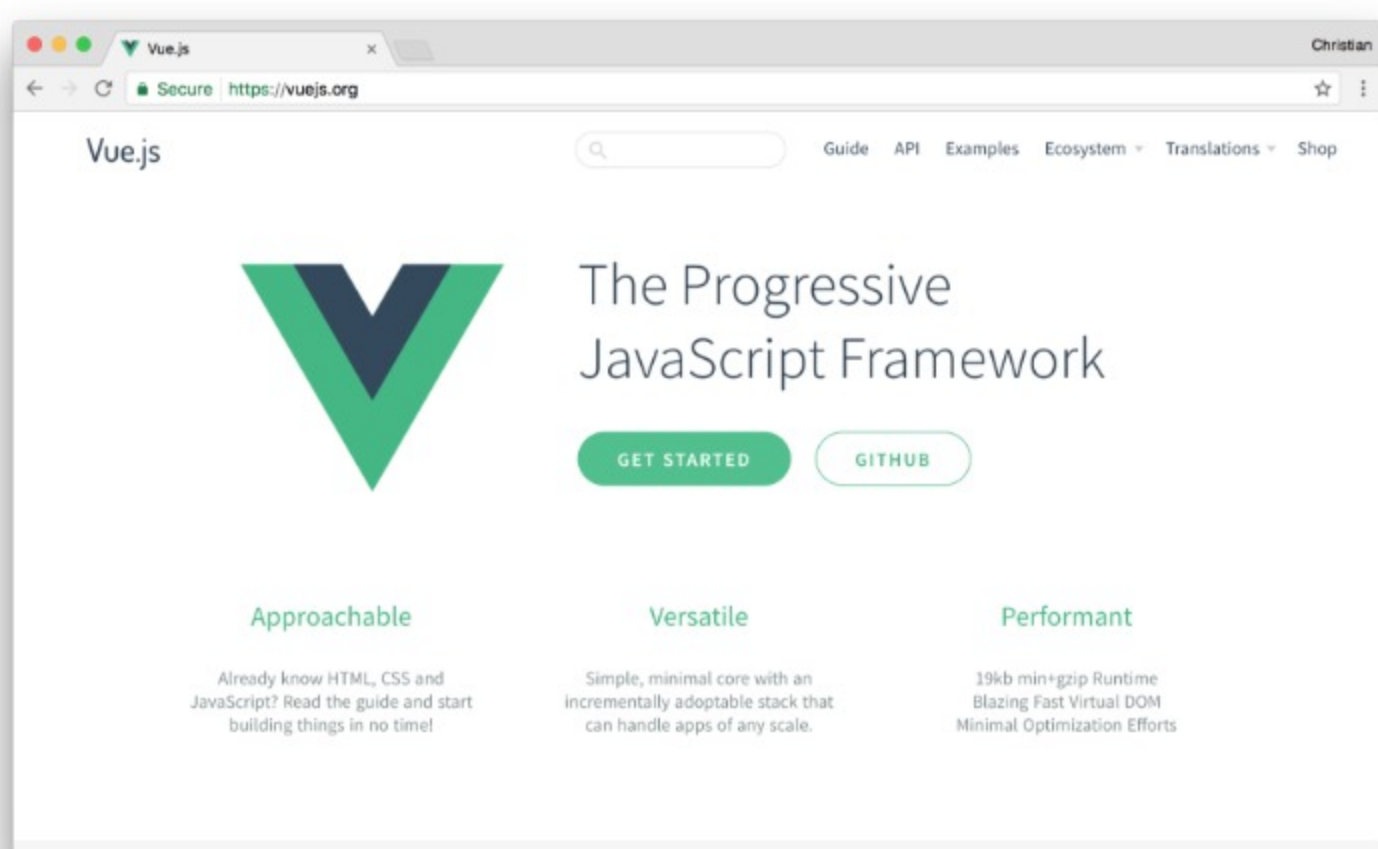 Vue.js
Christian
Secure https://vuejs.org
Vue.js
Guide API Examples Ecosystem Translations Shop
The Progressive
JavaScript Framework
GET STARTED GITHUB
Approachable
Already know HTML, CSS and
JavaScript? Read the guide and start
building things in no time!
Versatile
Simple, minimal core with an
incrementally adoptable stack that
can handle apps of any scale.
Performant
19kb min+gzip Runtime
Blazing Fast Virtual DOM
Minimal Optimization Efforts